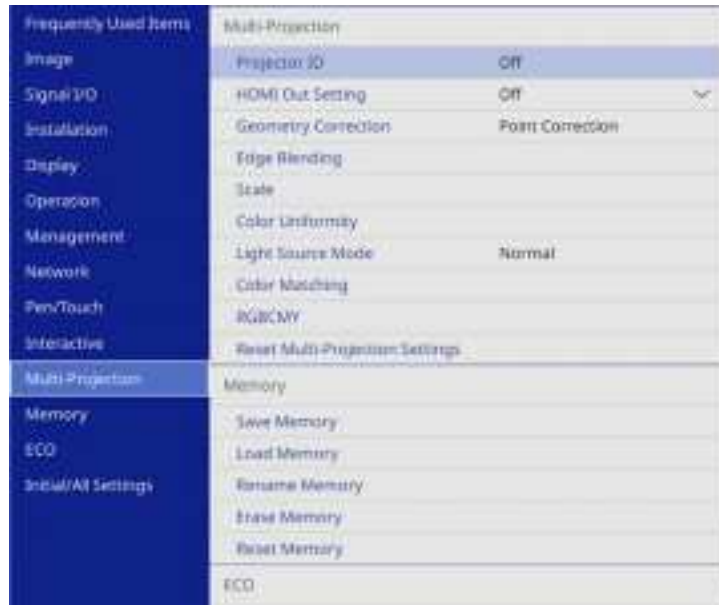 Frequently Used Items
Image
Signal I/O
Installation
Display
Operation
Management
Network
Pen/Touch
Interactive
Multi-Projection
Memory
ECO
Initial/All Settings
Multi-Projection
Projector ID Off
HDMI Out Setting Off
Geometry Correction Point Correction
Edge Blending
Scale
Color Uniformity
Light Source Mode Normal
Color Matching
RGBCMY
Reset Multi-Projection Settings
Memory
Save Memory
Load Memory
Rename Memory
Erase Memory
Reset Memory
ECO